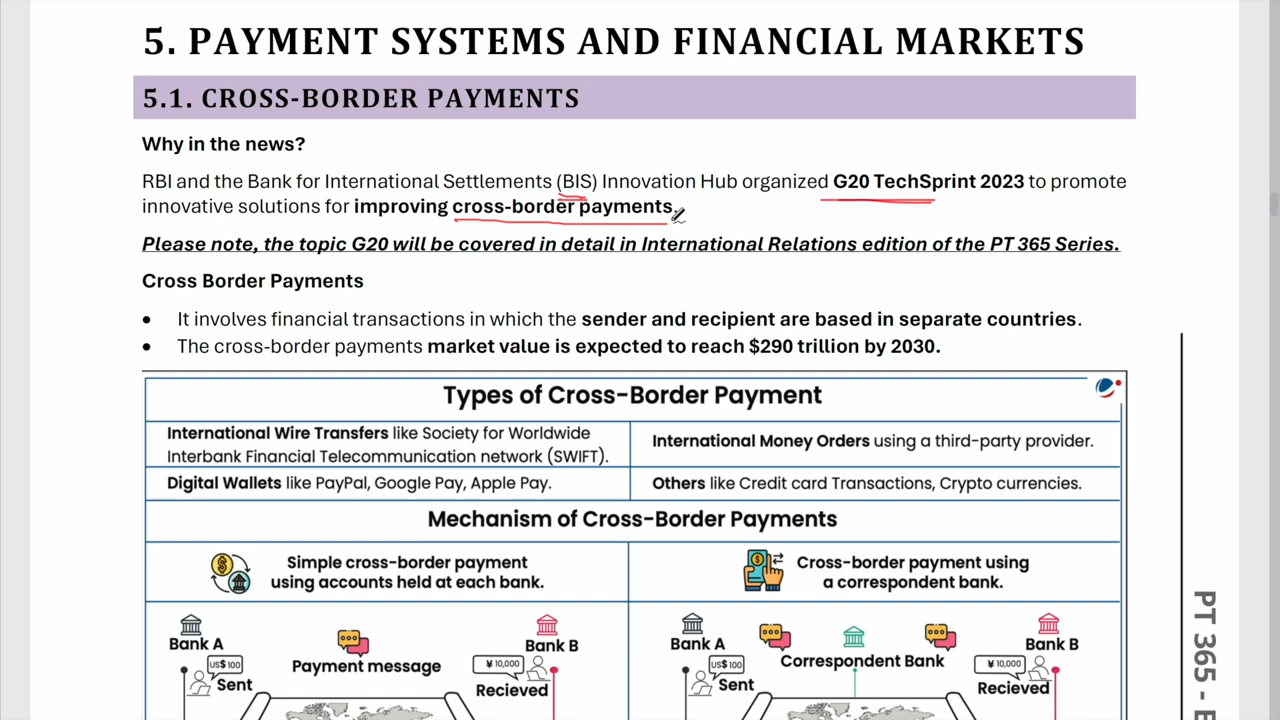 5. PAYMENT SYSTEMS AND FINANCIAL MARKETS
5.1. CROSS-BORDER PAYMENTS
Why in the news?
RBI and the Bank for International Settlements (BIS) Innovation Hub organized G20 TechSprint 2023 to promote
innovative solutions for improving cross-border payments.
Please note, the topic G20 will be covered in detail in International Relations edition of the PT 365 Series.
Cross Border Payments
• It involves financial transactions in which the sender and recipient are based in separate countries.
• The cross-border payments market value is expected to reach $290 trillion by 2030.
Types of Cross-Border Payment
International Wire Transfers like Society for Worldwide
Interbank Financial Telecommunication network (SWIFT).
International Money Orders using a third-party provider.
Digital Wallets like PayPal, Google Pay, Apple Pay.
Others like Credit card Transactions, Crypto currencies.
Mechanism of Cross-Border Payments
Simple cross-border payment
using accounts held at each bank.
Cross-border payment using
a correspondent bank.
Bank A
US$ 100
Sent
Payment message
Bank B
¥ 10,000
Recieved
Bank A
US$ 100
Sent
Correspondent Bank
Bank B
¥ 10,000
Recieved
PT 365 -